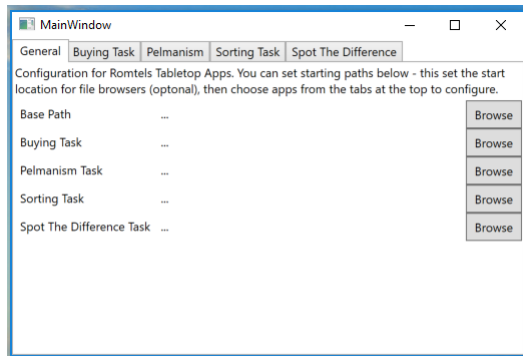 MainWindow
General Buying Task Pelmanism Sorting Task Spot The Difference
Configuration for Romtels Tabletop Apps. You can set starting paths below - this set the start
location for file browsers (optonal), then choose apps from the tabs at the top to configure.
Base Path ... Browse
Buying Task ... Browse
Pelmanism Task ... Browse
Sorting Task ... Browse
Spot The Difference Task ... Browse